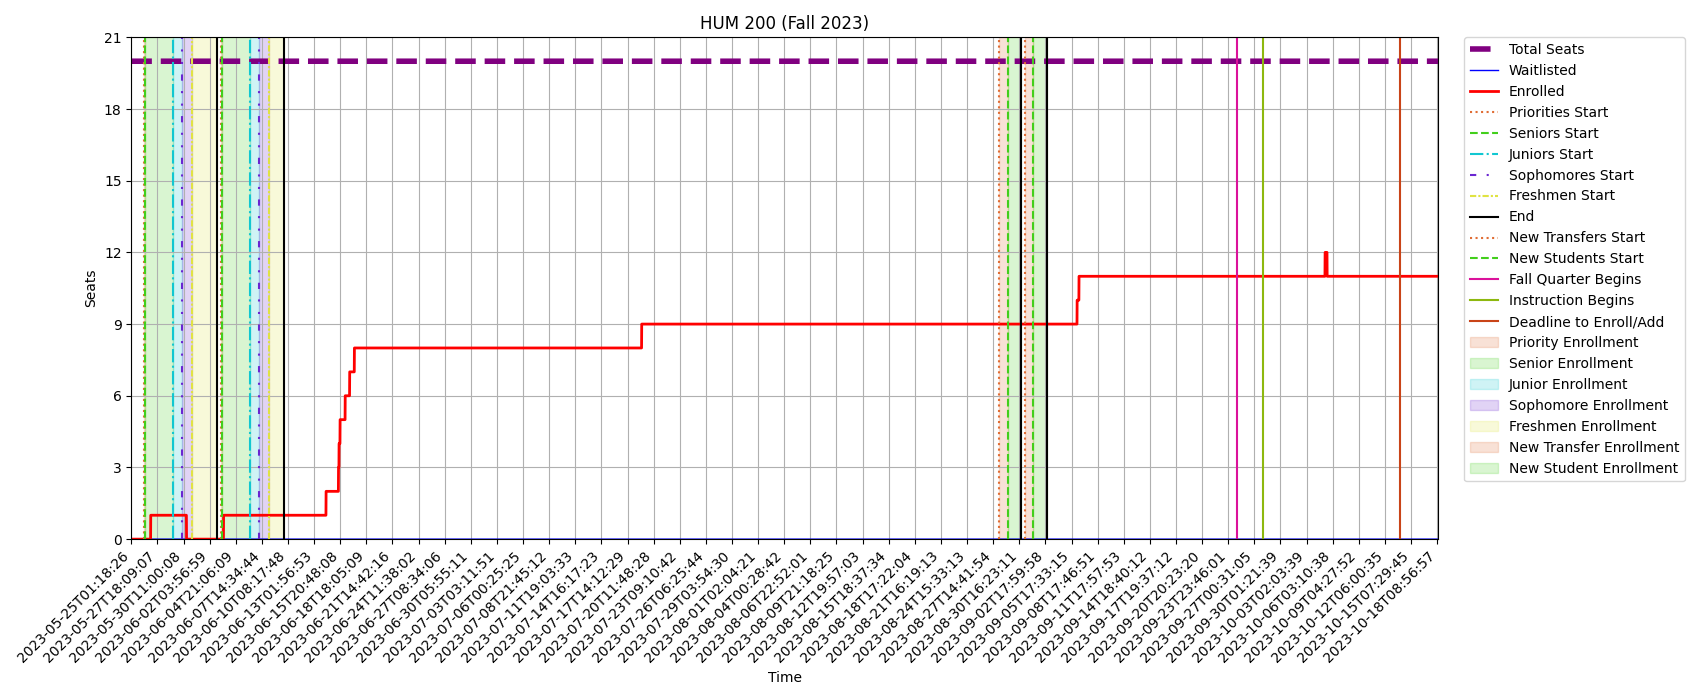 HUM 200 (Fall 2023)
Seats
21
18
15
12
9
6
3
0
2023-05-25T01:18:26
2023-05-27T18:09:07
2023-05-30T11:00:08
2023-06-02T03:56:59
2023-06-04T21:06:09
2023-06-07T14:34:44
2023-06-10T08:17:48
2023-06-13T01:56:53
2023-06-15T20:48:08
2023-06-18T18:05:09
2023-06-21T14:42:16
2023-06-24T11:38:02
2023-06-27T08:34:06
2023-06-30T05:55:11
2023-07-03T03:11:51
2023-07-06T00:25:25
2023-07-08T21:45:12
2023-07-11T19:03:33
2023-07-14T16:17:23
2023-07-17T14:12:29
2023-07-20T11:48:28
2023-07-23T09:10:42
2023-07-26T06:25:44
2023-07-29T03:54:30
2023-08-01T02:04:21
2023-08-04T00:28:42
2023-08-06T22:52:01
2023-08-09T21:18:25
2023-08-12T19:57:03
2023-08-15T18:37:34
2023-08-18T17:22:04
2023-08-21T16:19:13
2023-08-24T15:33:13
2023-08-27T14:41:54
2023-08-30T16:23:11
2023-09-02T17:59:58
2023-09-05T17:33:15
2023-09-08T17:46:51
2023-09-11T17:57:53
2023-09-14T18:40:12
2023-09-17T19:37:12
2023-09-20T20:23:20
2023-09-23T23:46:01
2023-09-27T00:31:05
2023-09-30T01:21:39
2023-10-03T02:03:39
2023-10-06T03:10:38
2023-10-09T04:27:52
2023-10-12T06:00:35
2023-10-15T07:29:45
2023-10-18T08:56:57
Time
Total Seats
Waitlisted
Enrolled
Priorities Start
Seniors Start
Juniors Start
Sophomores Start
Freshmen Start
End
New Transfers Start
New Students Start
Fall Quarter Begins
Instruction Begins
Deadline to Enroll/Add
Priority Enrollment
Senior Enrollment
Junior Enrollment
Sophomore Enrollment
Freshmen Enrollment
New Transfer Enrollment
New Student Enrollment